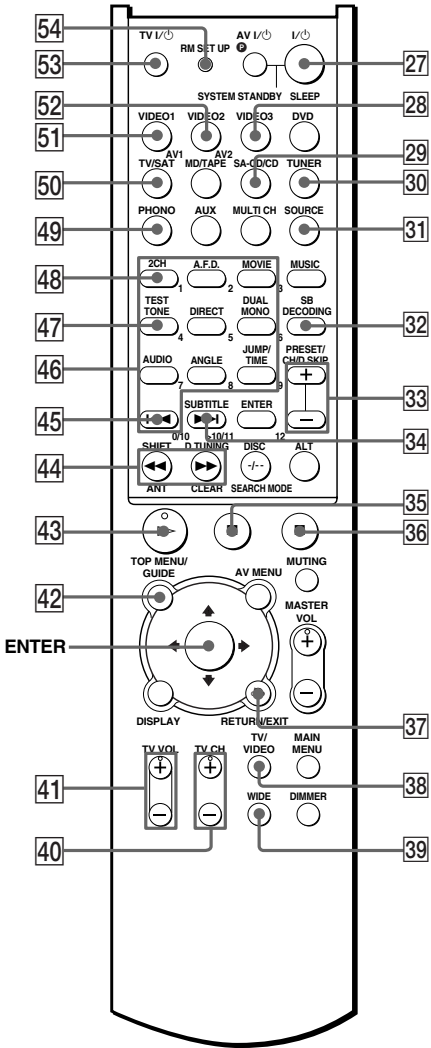 54
TV I/⏻
AV I/⏻
I/⏻
RM SET UP
P
53
27
SYSTEM STANDBY
SLEEP
52
28
VIDEO1
VIDEO2
VIDEO3
DVD
51
29
AV1
AV2
TV/SAT
MD/TAPE
SA-CD/CD
TUNER
50
30
PHONO
AUX
MULTI CH
SOURCE
49
31
2CH
A.F.D.
MOVIE
MUSIC
48
1
2
3
TEST
TONE
DIRECT
DUAL
MONO
SB
DECODING
47
32
4
5
6
AUDIO
ANGLE
JUMP/
TIME
PRESET/
CH/D.SKIP
46
+
7
8
9
33
SUBTITLE
ENTER
–
45
34
0/10
>10/11
12
SHIFT
D.TUNING
DISC
ALT
44
-/--
ANT
CLEAR
SEARCH MODE
35
43
36
TOP MENU/
GUIDE
AV MENU
MUTING
42
MASTER
VOL
+
ENTER
–
DISPLAY
RETURN/EXIT
37
TV VOL
TV CH
TV/
VIDEO
MAIN
MENU
41
+
+
38
WIDE
DIMMER
–
–
39
40